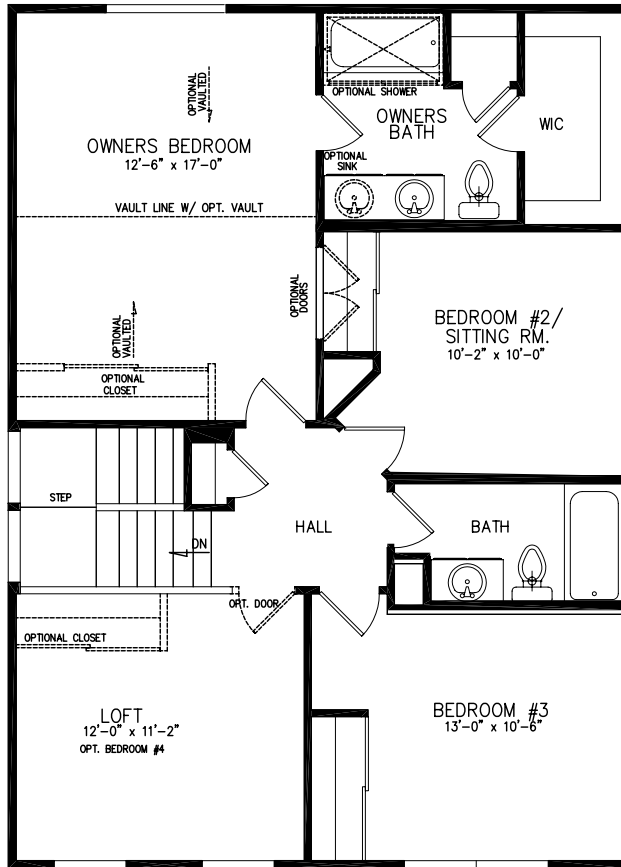 OPTIONAL
VAULTED
OPTIONAL SHOWER
OWNERS
BATH
WIC
OWNERS BEDROOM
12'-6" x 17'-0"
OPTIONAL
SINK
VAULT LINE W/ OPT. VAULT
OPTIONAL
DOORS
BEDROOM #2/
SITTING RM.
10'-2" x 10'-0"
OPTIONAL
VAULTED
OPTIONAL
CLOSET
STEP
HALL
BATH
DN
OPT. DOOR
OPTIONAL CLOSET
LOFT
12'-0" x 11'-2"
OPT. BEDROOM #4
BEDROOM #3
13'-0" x 10'-6"